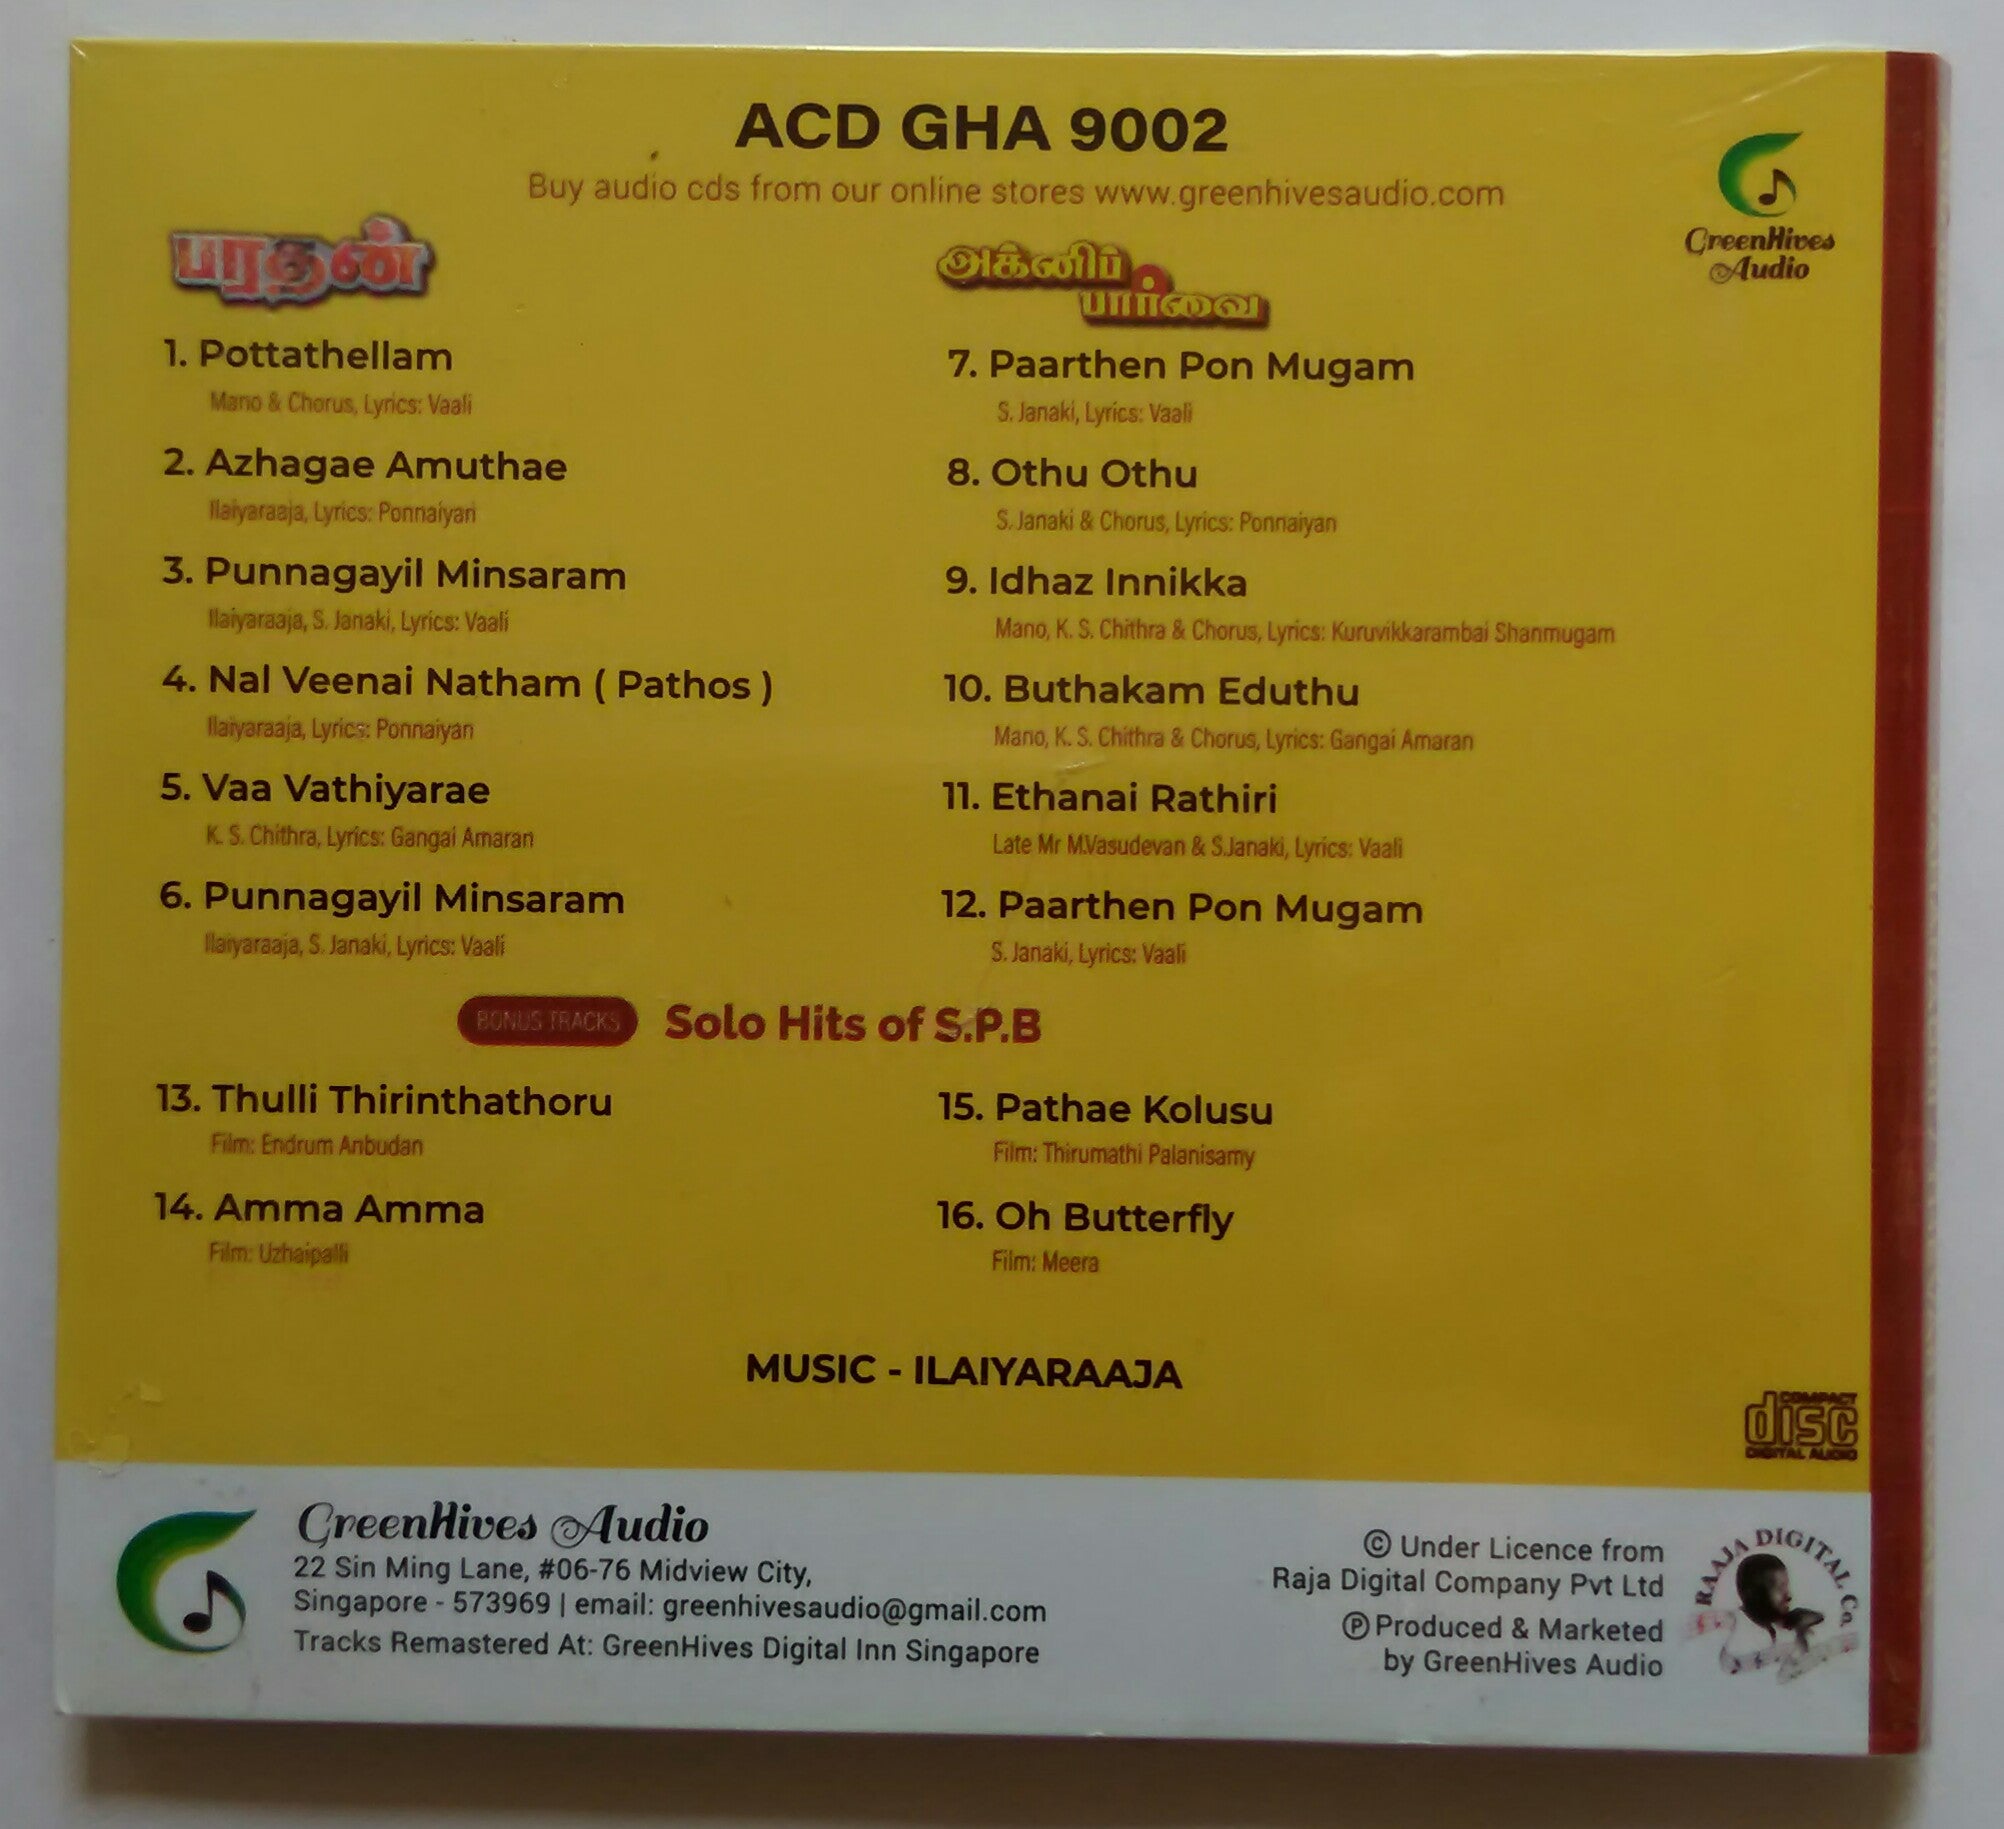 ACD GHA 9002
Buy audio cds from our online stores www.greenhivesaudio.com
GreenHives
Audio
பரதன்
1. Pottathellam
Mano & Chorus, Lyrics: Vaali
2. Azhagae Amuthae
Ilaiyaraaja, Lyrics: Ponnaiyan
3. Punnagayil Minsaram
Ilaiyaraaja, S. Janaki, Lyrics: Vaali
4. Nal Veenai Natham ( Pathos )
Ilaiyaraaja, Lyrics: Ponnaiyan
5. Vaa Vathiyarae
K. S. Chithra, Lyrics: Gangai Amaran
6. Punnagayil Minsaram
Ilaiyaraaja, S. Janaki, Lyrics: Vaali
அக்னிப்
பார்வை
7. Paarthen Pon Mugam
S. Janaki, Lyrics: Vaali
8. Othu Othu
S. Janaki & Chorus, Lyrics: Ponnaiyan
9. Idhaz Innikka
Mano, K. S. Chithra & Chorus, Lyrics: Kuruvikkarambai Shanmugam
10. Buthakam Eduthu
Mano, K. S. Chithra & Chorus, Lyrics: Gangai Amaran
11. Ethanai Rathiri
Late Mr M.Vasudevan & S.Janaki, Lyrics: Vaali
12. Paarthen Pon Mugam
S. Janaki, Lyrics: Vaali
BONUS TRACKS Solo Hits of S.P.B
13. Thulli Thirinthathoru
Film: Endrum Anbudan
14. Amma Amma
Film: Uzhaipalli
15. Pathae Kolusu
Film: Thirumathi Palanisamy
16. Oh Butterfly
Film: Meera
MUSIC - ILAIYARAAJA
COMPACT
disc
DIGITAL AUDIO
GreenHives Audio
22 Sin Ming Lane, #06-76 Midview City,
Singapore - 573969 | email: greenhivesaudio@gmail.com
Tracks Remastered At: GreenHives Digital Inn Singapore
© Under Licence from
Raja Digital Company Pvt Ltd
℗ Produced & Marketed
by GreenHives Audio
RAAJA DIGITAL Co